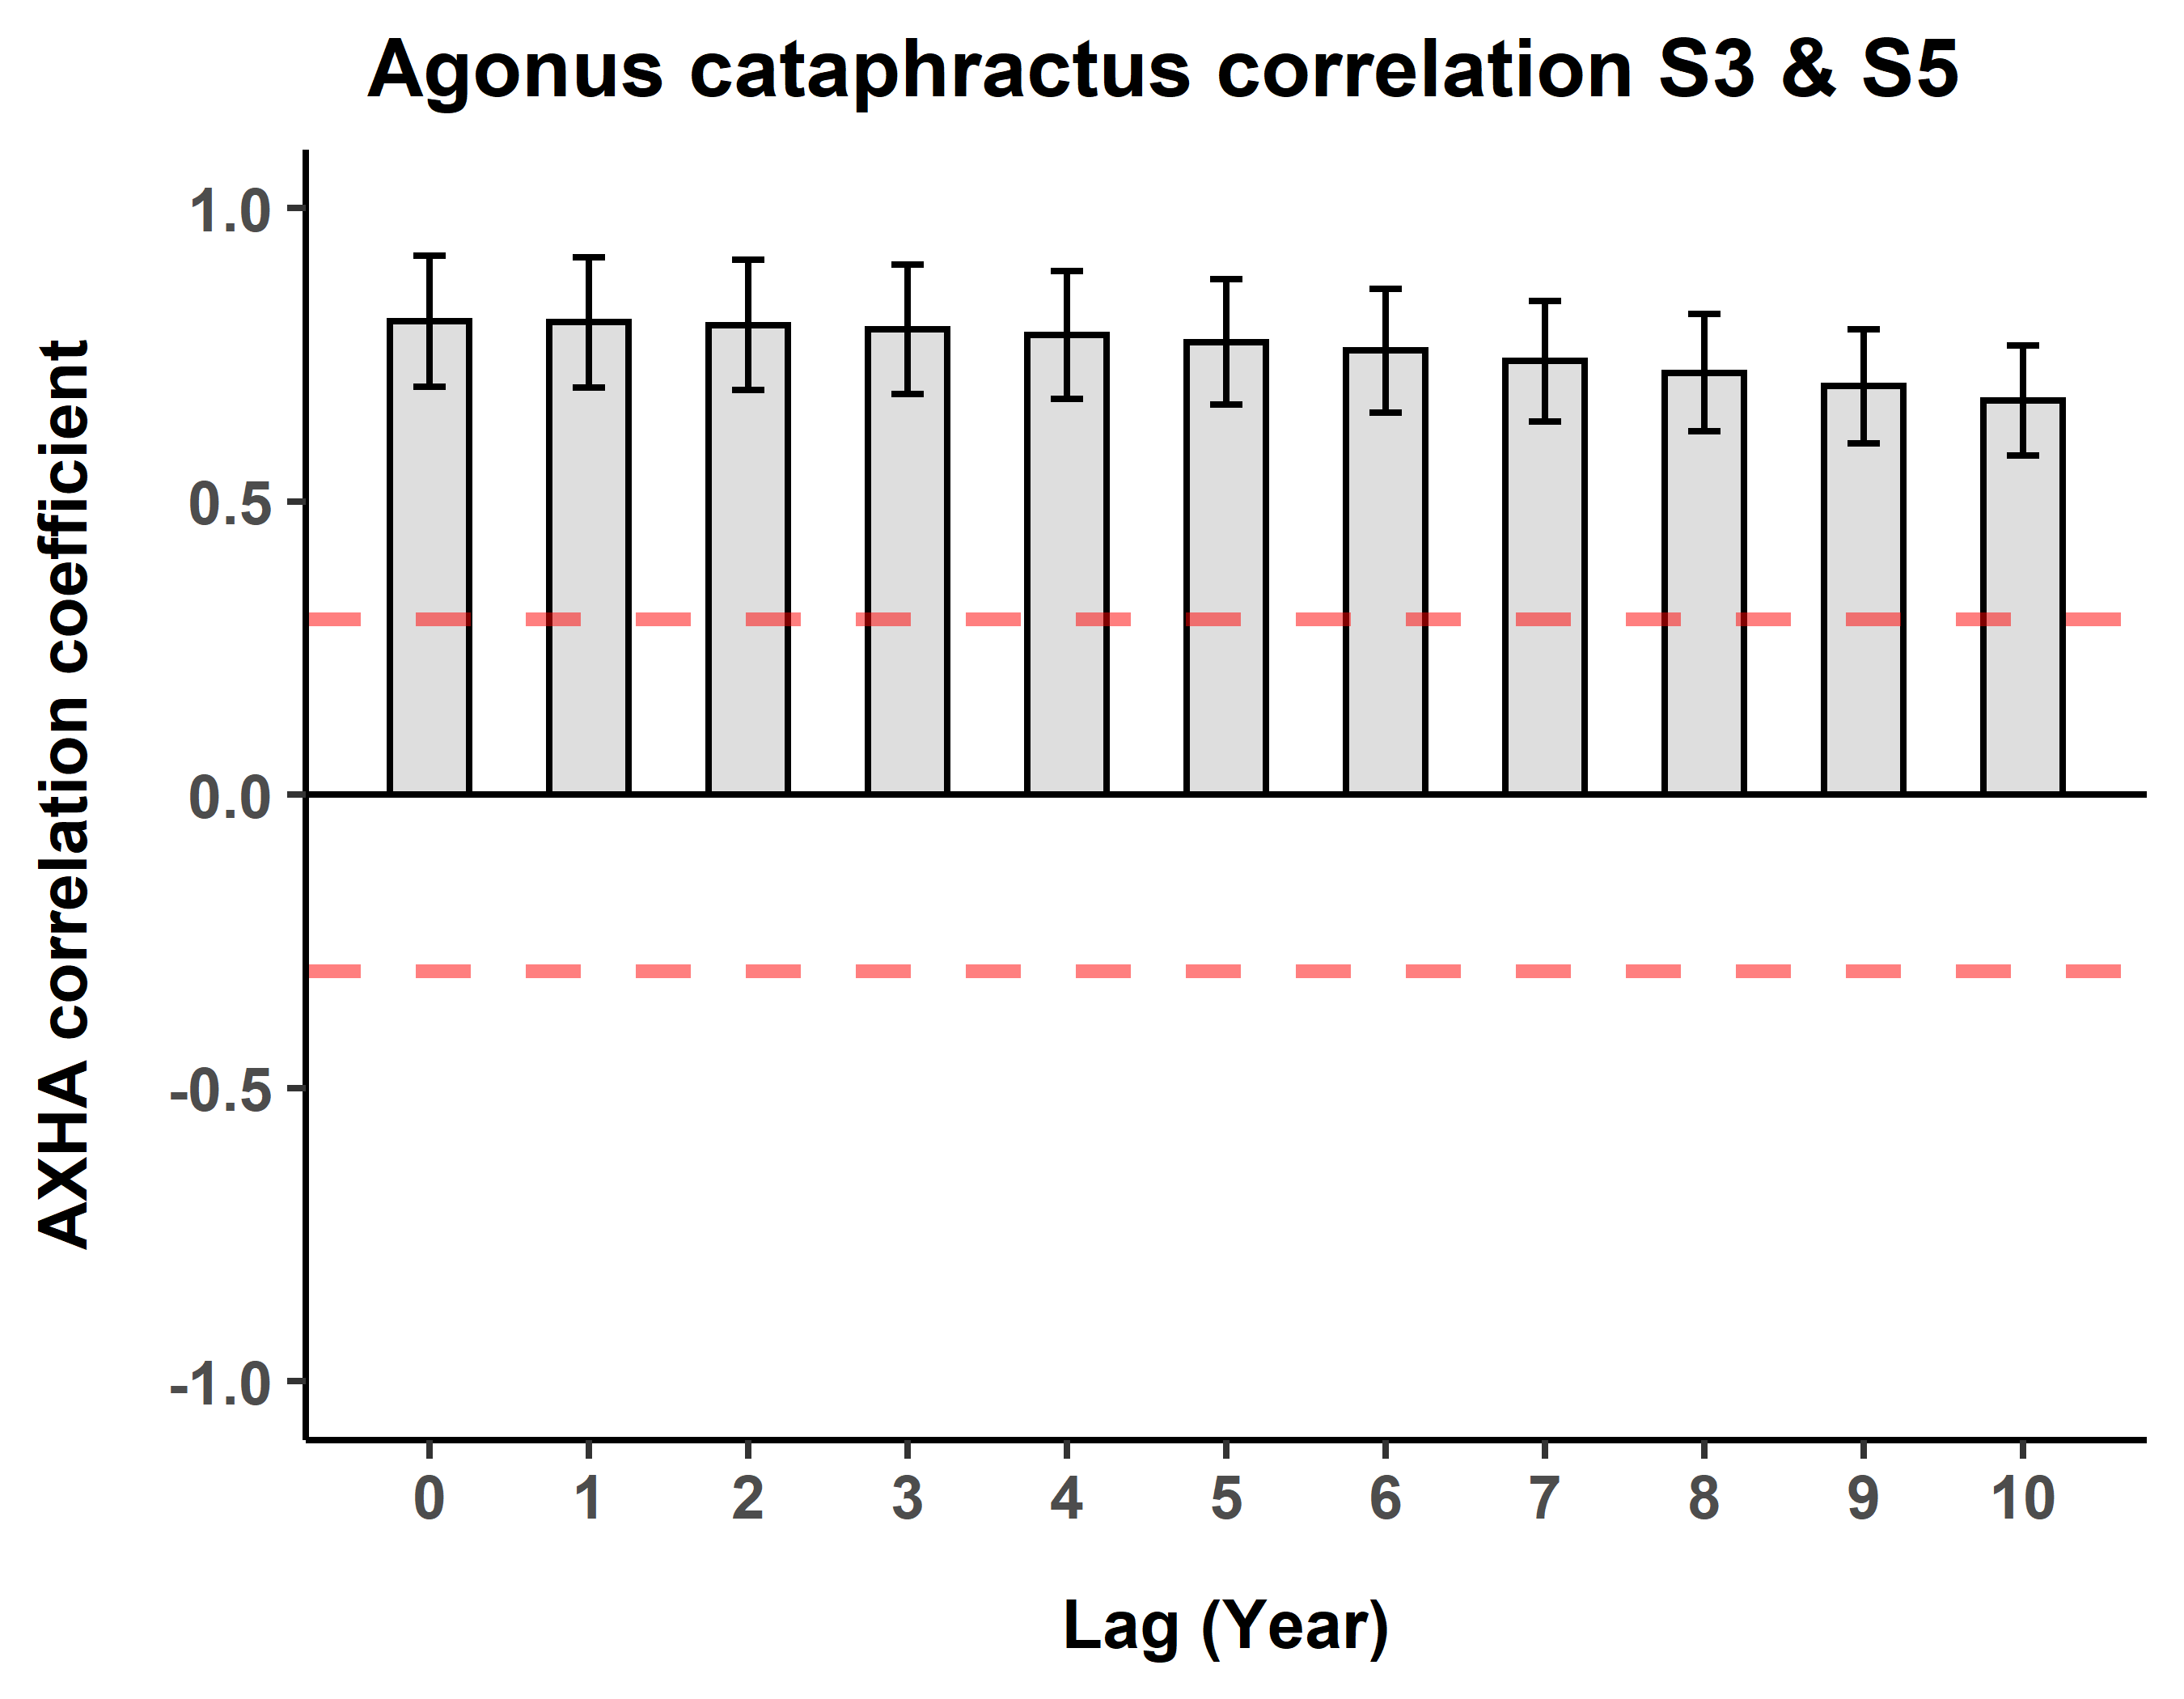 Agonus cataphractus correlation S3 & S5
AXHA correlation coefficient
1.0
0.5
0.0
-0.5
-1.0
0 1 2 3 4 5 6 7 8 9 10
Lag (Year)